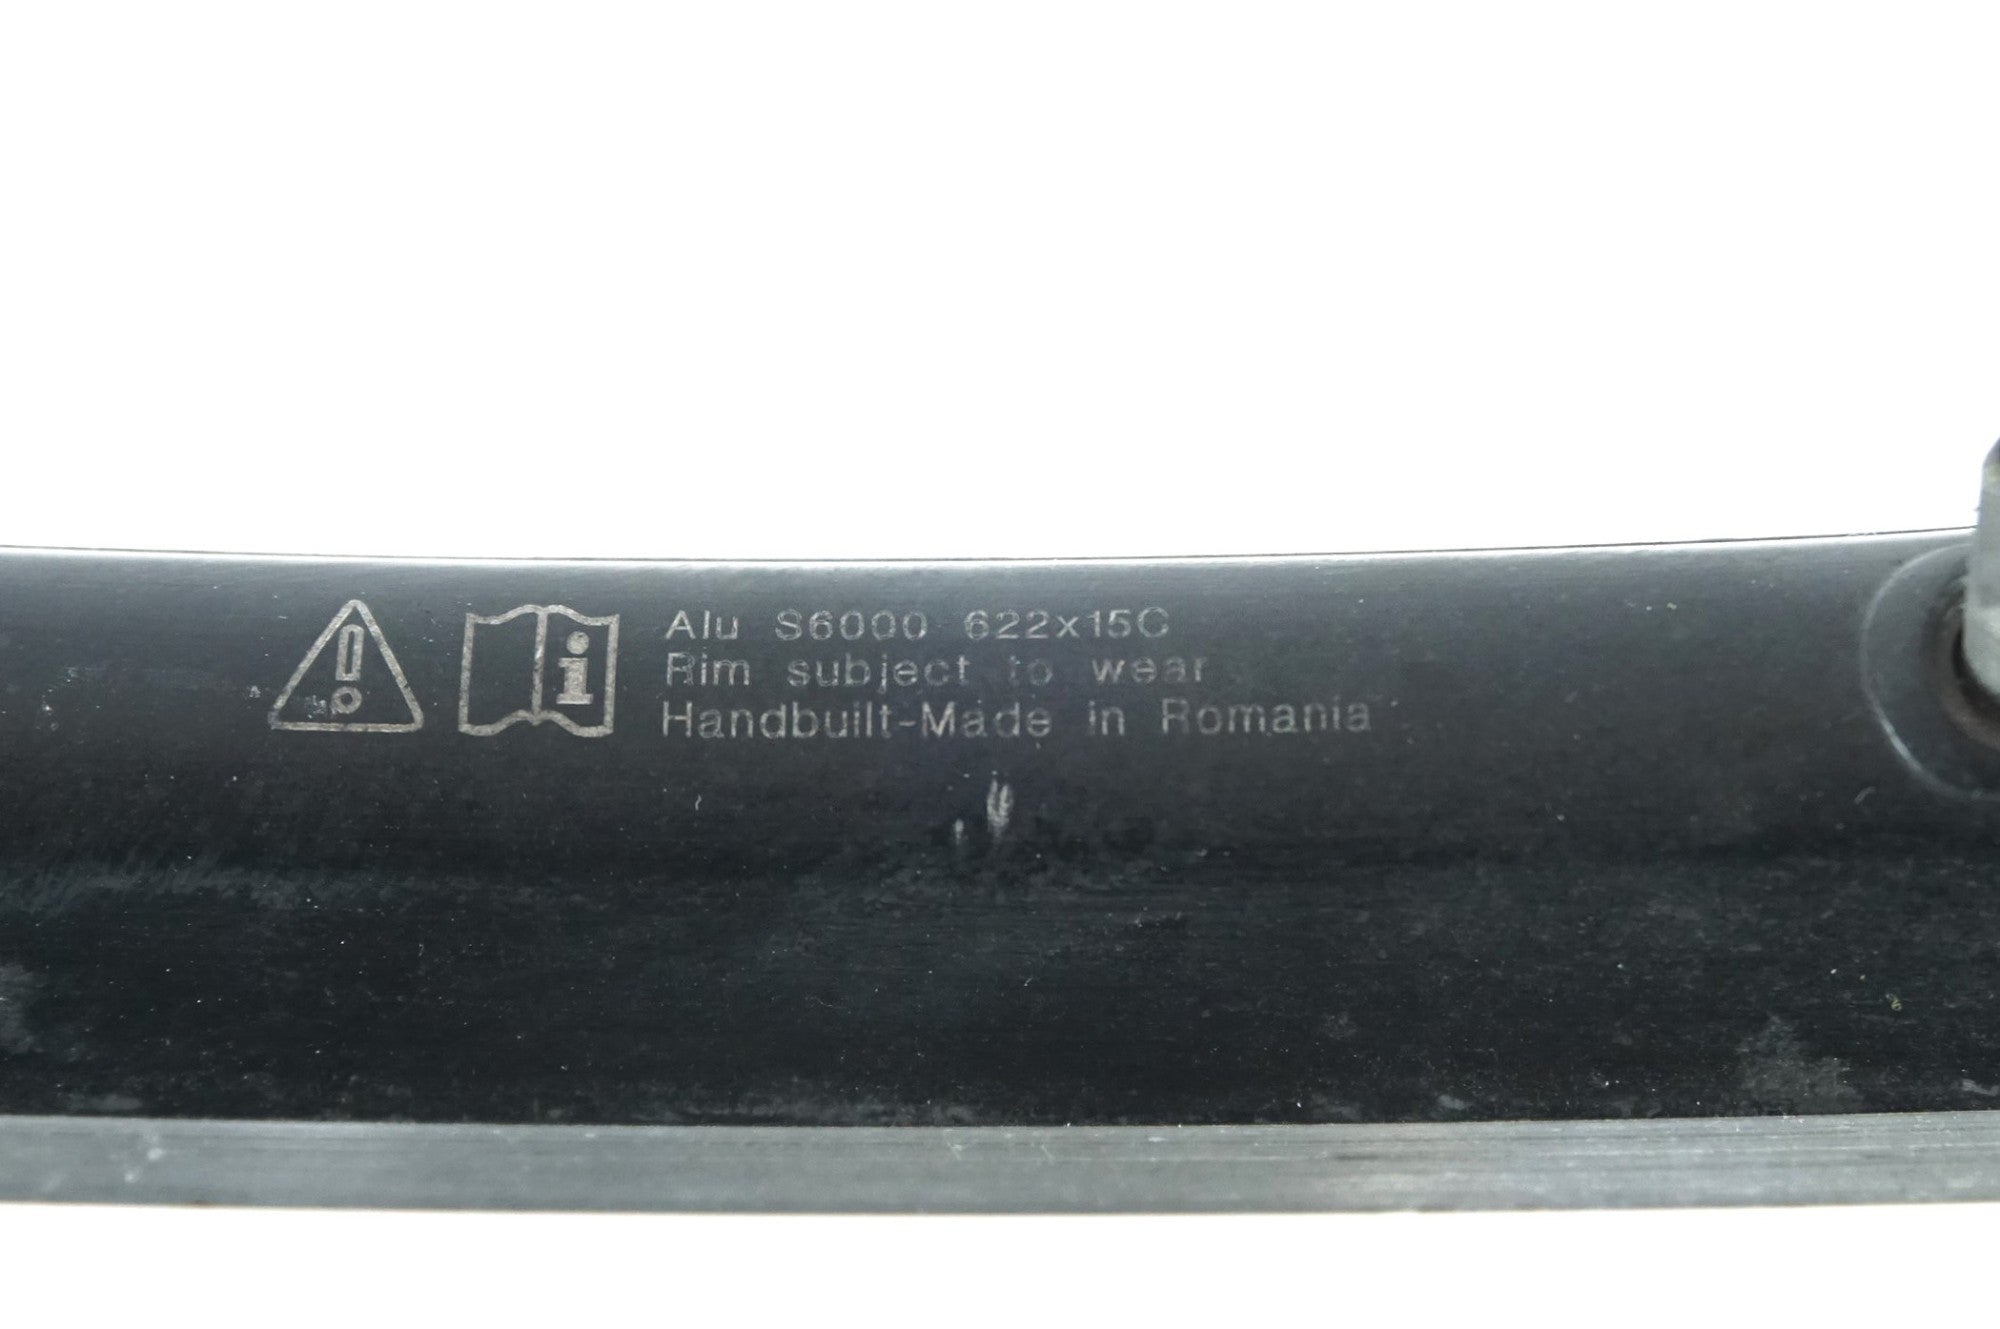 Alu S6000 622x15C
Rim subject to wear
Handbuilt-Made in Romania